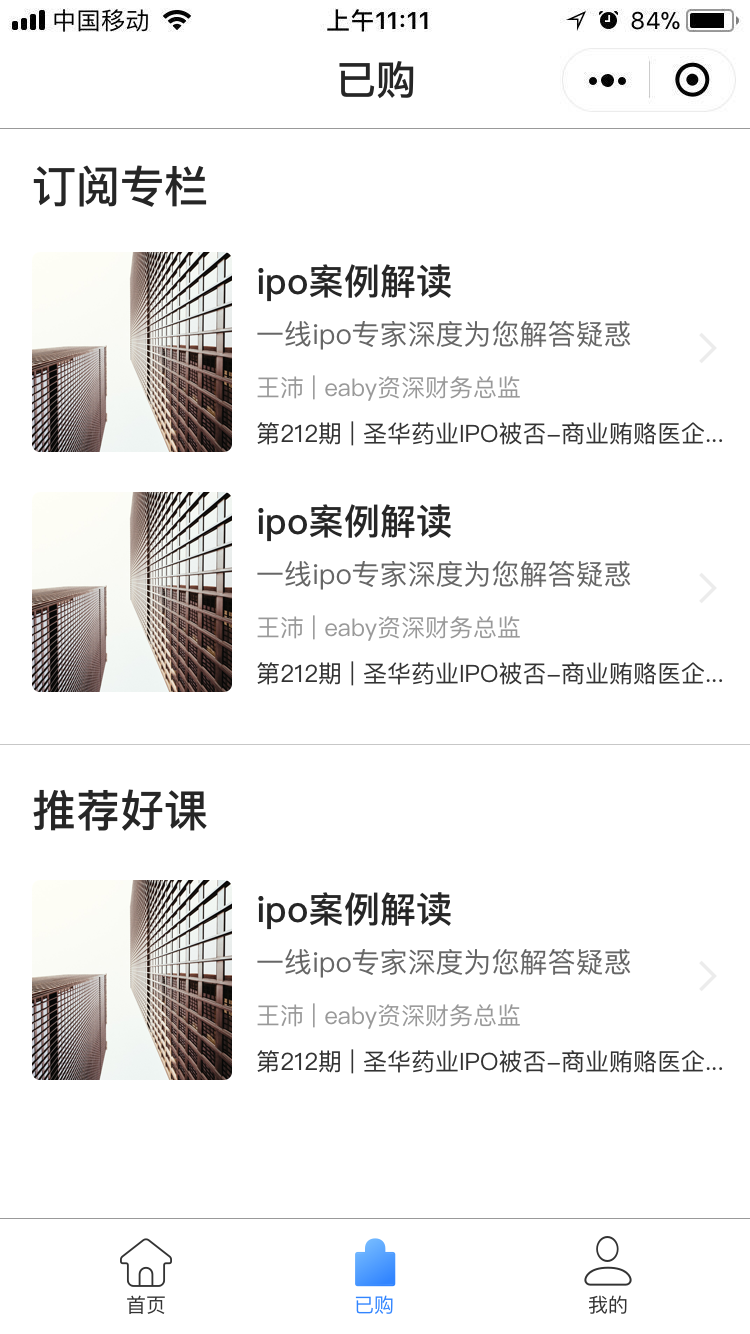 中国移动 上午11:11 84%
已购
订阅专栏
ipo案例解读
一线ipo专家深度为您解答疑惑
王沛 | eaby资深财务总监
第212期 | 圣华药业IPO被否–商业贿赂医企...
ipo案例解读
一线ipo专家深度为您解答疑惑
王沛 | eaby资深财务总监
第212期 | 圣华药业IPO被否–商业贿赂医企...
推荐好课
ipo案例解读
一线ipo专家深度为您解答疑惑
王沛 | eaby资深财务总监
第212期 | 圣华药业IPO被否–商业贿赂医企...
首页 已购 我的